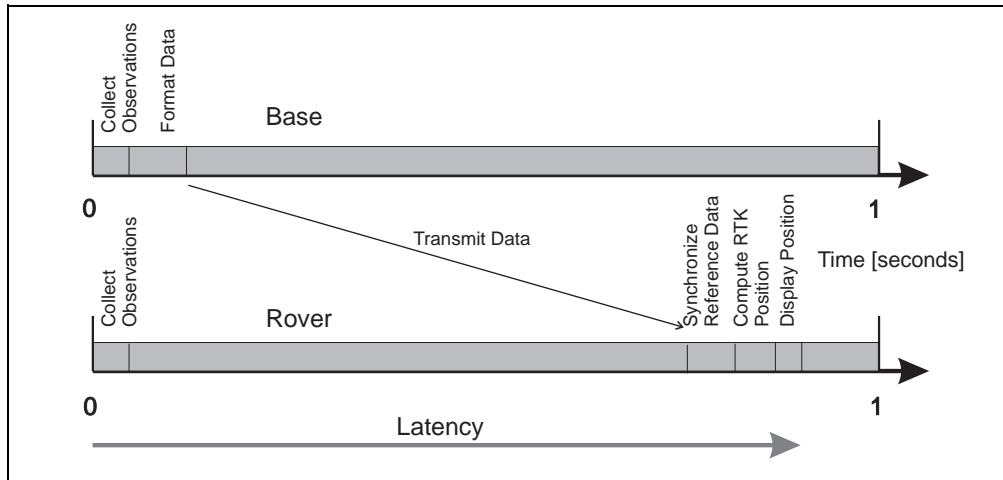 Collect
Observations
Format Data
Base
0
1
Transmit Data
Time [seconds]
Collect
Observations
Rover
Synchronize
Reference Data
Compute RTK
Position
Display Position
0
1
Latency